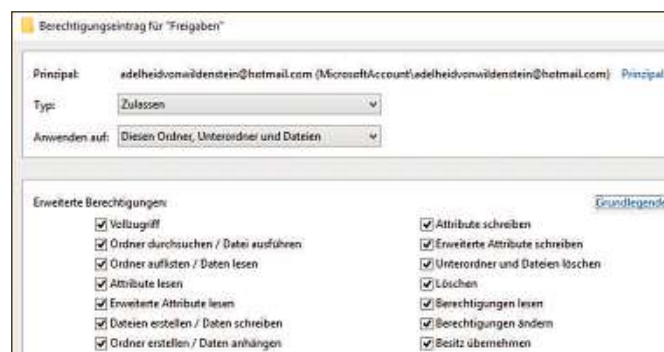 Berechtigungseintrag für "Freigaben"
Prinzipal: adelheidvonwildenstein@hotmail.com (MicrosoftAccount\adelheidvonwildenstein@hotmail.com) Prinzipal
Typ: Zulassen
Anwenden auf: Diesen Ordner, Unterordner und Dateien
Erweiterte Berechtigungen: Grundlegende
Vollzugriff Attribute schreiben
Ordner durchsuchen / Datei ausführen Erweiterte Attribute schreiben
Ordner auflisten / Daten lesen Unterordner und Dateien löschen
Attribute lesen Löschen
Erweiterte Attribute lesen Berechtigungen lesen
Dateien erstellen / Daten schreiben Berechtigungen ändern
Ordner erstellen / Daten anhängen Besitz übernehmen